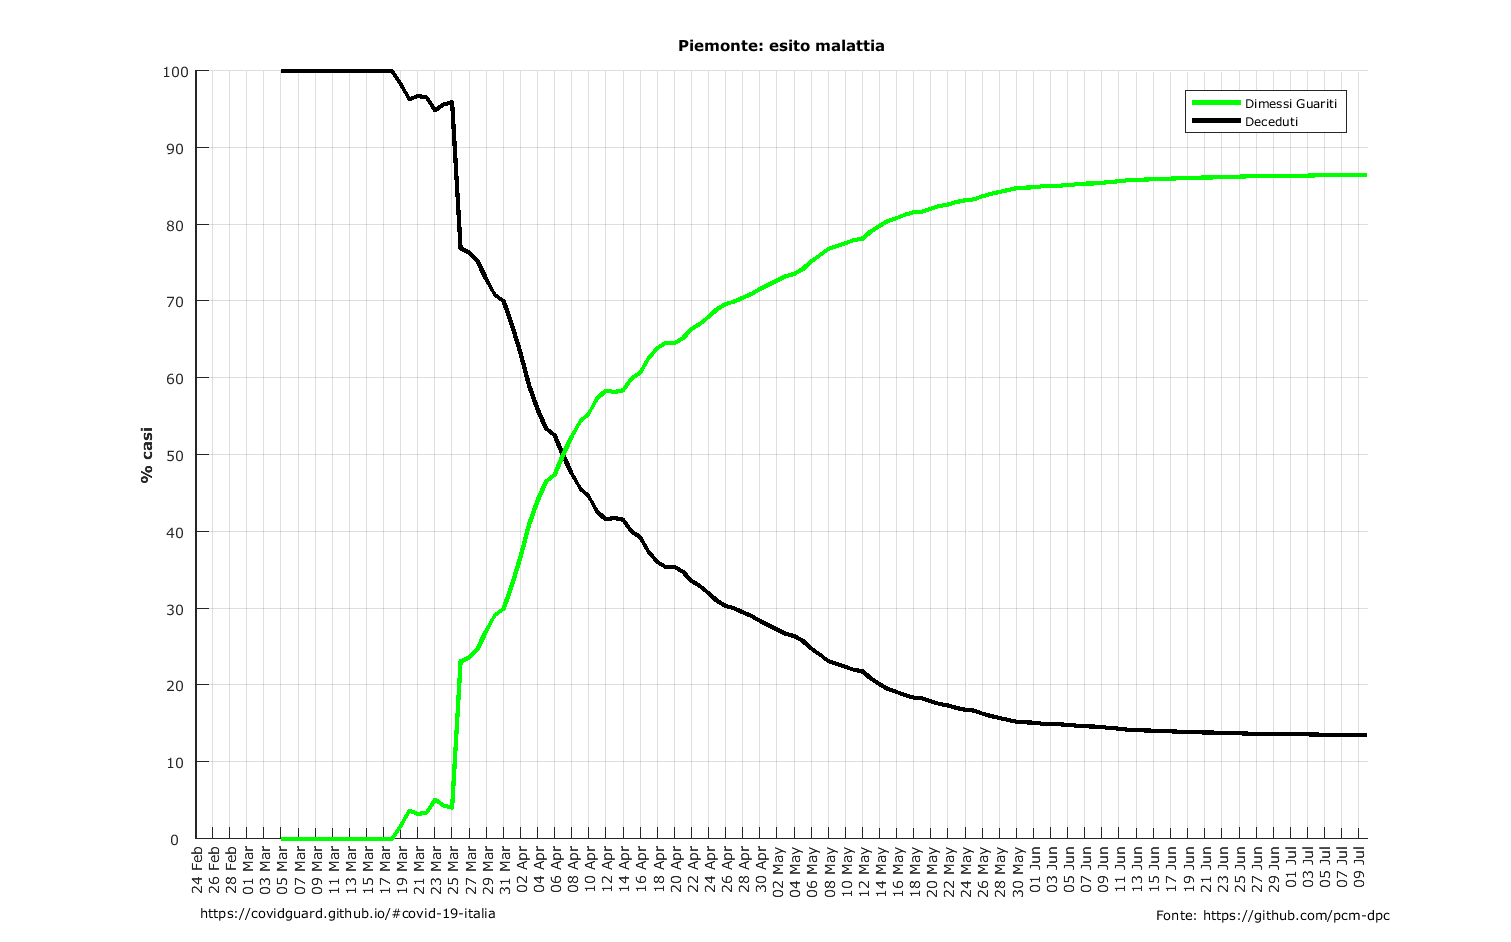 Piemonte: esito malattia
Dimessi Guariti
Deceduti
% casi
100
90
80
70
60
50
40
30
20
10
0
24 Feb
26 Feb
28 Feb
01 Mar
03 Mar
05 Mar
07 Mar
09 Mar
11 Mar
13 Mar
15 Mar
17 Mar
19 Mar
21 Mar
23 Mar
25 Mar
27 Mar
29 Mar
31 Mar
02 Apr
04 Apr
06 Apr
08 Apr
10 Apr
12 Apr
14 Apr
16 Apr
18 Apr
20 Apr
22 Apr
24 Apr
26 Apr
28 Apr
30 Apr
02 May
04 May
06 May
08 May
10 May
12 May
14 May
16 May
18 May
20 May
22 May
24 May
26 May
28 May
30 May
01 Jun
03 Jun
05 Jun
07 Jun
09 Jun
11 Jun
13 Jun
15 Jun
17 Jun
19 Jun
21 Jun
23 Jun
25 Jun
27 Jun
29 Jun
01 Jul
03 Jul
05 Jul
07 Jul
09 Jul
https://covidguard.github.io/#covid-19-italia
Fonte: https://github.com/pcm-dpc